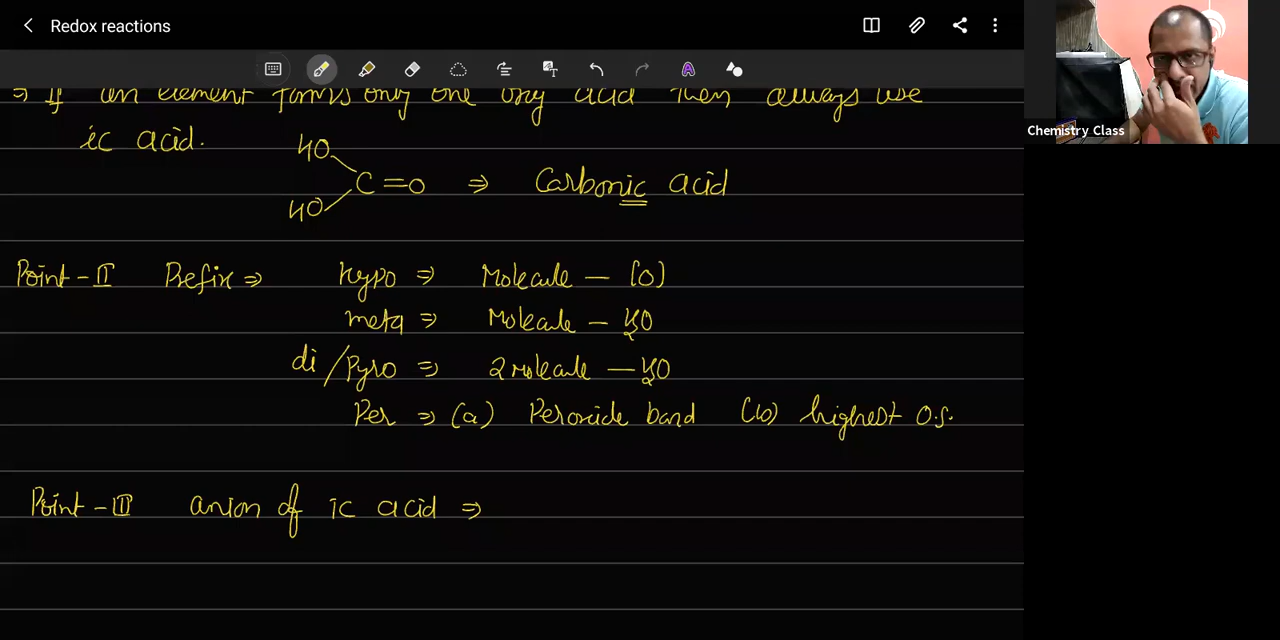 Redox reactions
⇒ If an element forms only one oxy acid then always use
ic acid.
HO
C=O ⇒ Carbonic acid
HO
Chemistry Class
Point-II Prefix ⇒ hypo ⇒ Molecule - [O]
meta ⇒ Molecule - H2O
di/Pyro ⇒ 2 Molecule - H2O
Per ⇒ (a) Peroxide band (b) highest O.S.
Point-III anion of ic acid ⇒